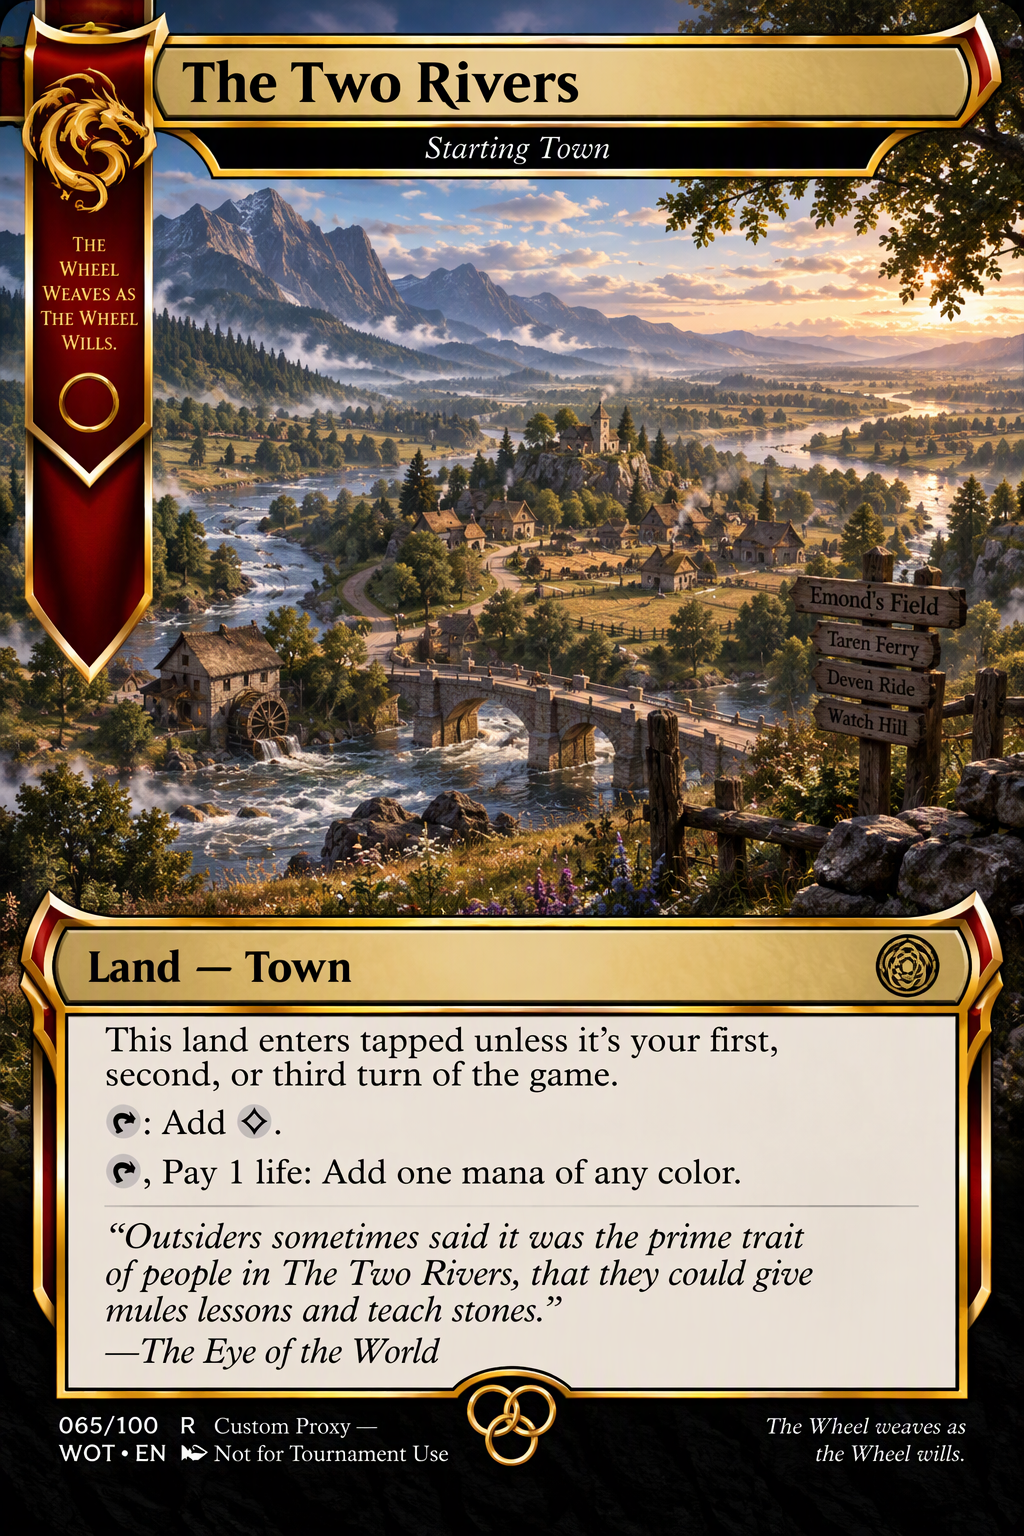 The Two Rivers
Starting Town
THE
WHEEL
WEAVES AS
THE WHEEL
WILLS.
Emond's Field
Taren Ferry
Deven Ride
Watch Hill
Land — Town
This land enters tapped unless it’s your first,
second, or third turn of the game.
: Add .
, Pay 1 life: Add one mana of any color.
“Outsiders sometimes said it was the prime trait
of people in The Two Rivers, that they could give
mules lessons and teach stones.”
—The Eye of the World
065/100 R Custom Proxy —
WOT • EN Not for Tournament Use
The Wheel weaves as
the Wheel wills.